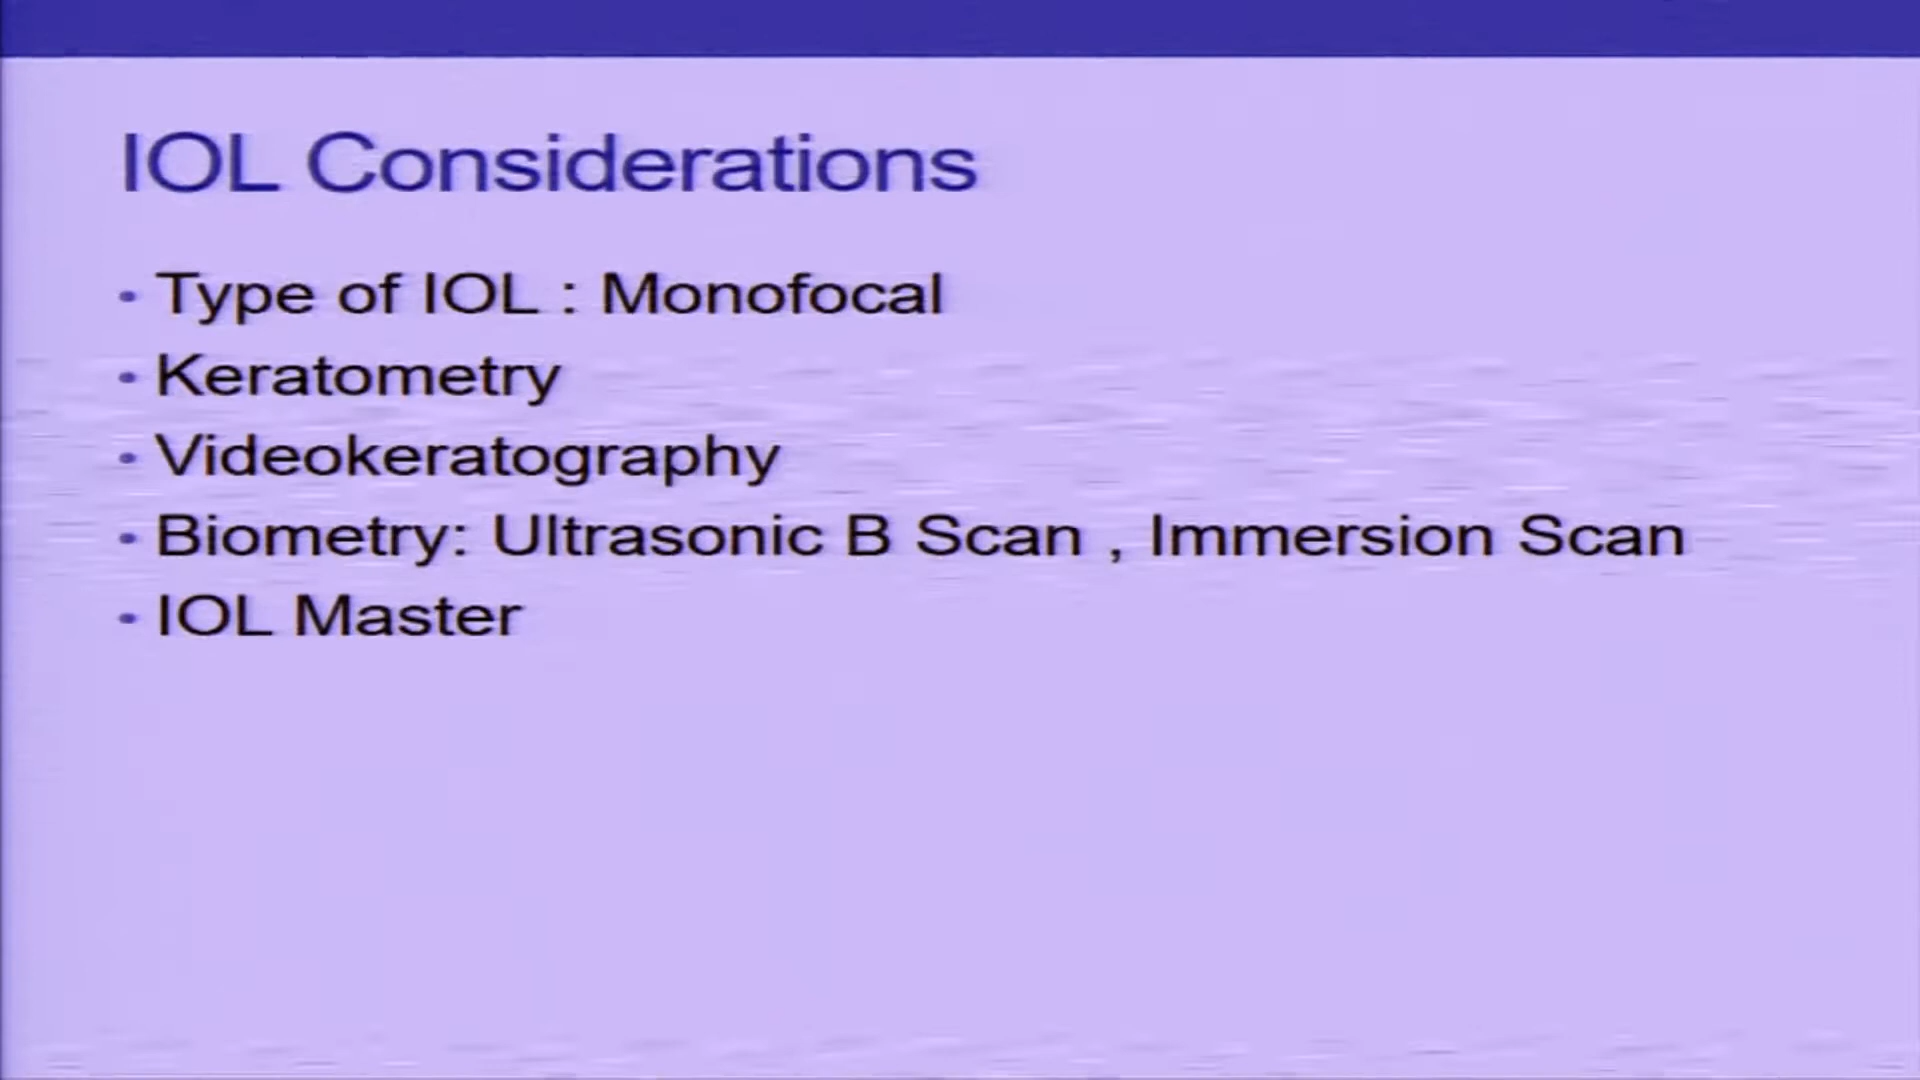 IOL Considerations
• Type of IOL : Monofocal
• Keratometry
• Videokeratography
• Biometry: Ultrasonic B Scan , Immersion Scan
• IOL Master